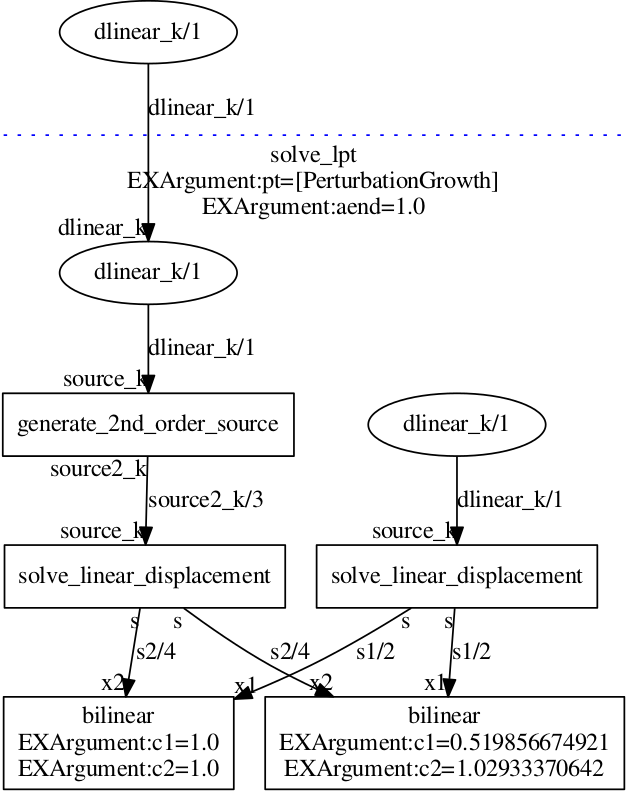 dlinear_k/1
dlinear_k/1
solve_lpt
EXArgument:pt=[PerturbationGrowth]
EXArgument:aend=1.0
dlinear_k
dlinear_k/1
dlinear_k/1
source_k
generate_2nd_order_source
dlinear_k/1
source2_k
source2_k/3
dlinear_k/1
source_k
source_k
solve_linear_displacement
solve_linear_displacement
s
s
s
s
s2/4
s2/4
s1/2
s1/2
x2
x1
x2
x1
bilinear
EXArgument:c1=1.0
EXArgument:c2=1.0
bilinear
EXArgument:c1=0.519856674921
EXArgument:c2=1.02933370642